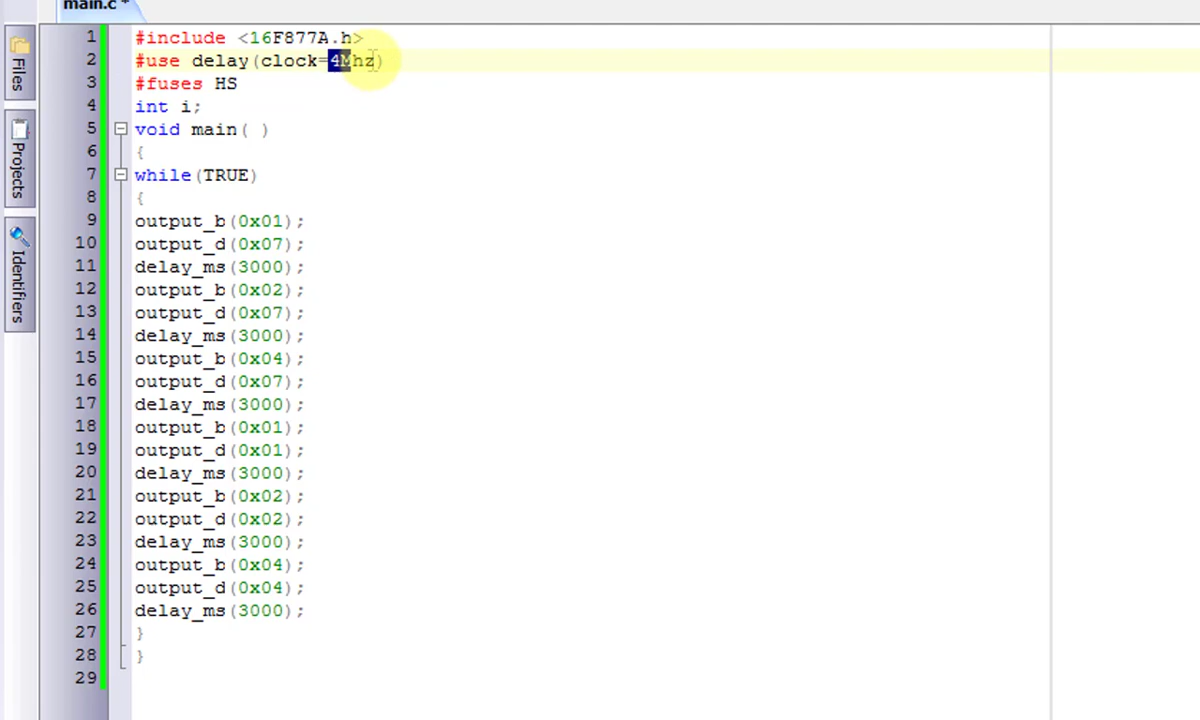 main.c *
Files
Projects
Identifiers
1 #include <16F877A.h>
2 #use delay(clock=4Mhz)
3 #fuses HS
4 int i;
5 void main( )
6 {
7 while(TRUE)
8 {
9 output_b(0x01);
10 output_d(0x07);
11 delay_ms(3000);
12 output_b(0x02);
13 output_d(0x07);
14 delay_ms(3000);
15 output_b(0x04);
16 output_d(0x07);
17 delay_ms(3000);
18 output_b(0x01);
19 output_d(0x01);
20 delay_ms(3000);
21 output_b(0x02);
22 output_d(0x02);
23 delay_ms(3000);
24 output_b(0x04);
25 output_d(0x04);
26 delay_ms(3000);
27 }
28 }
29